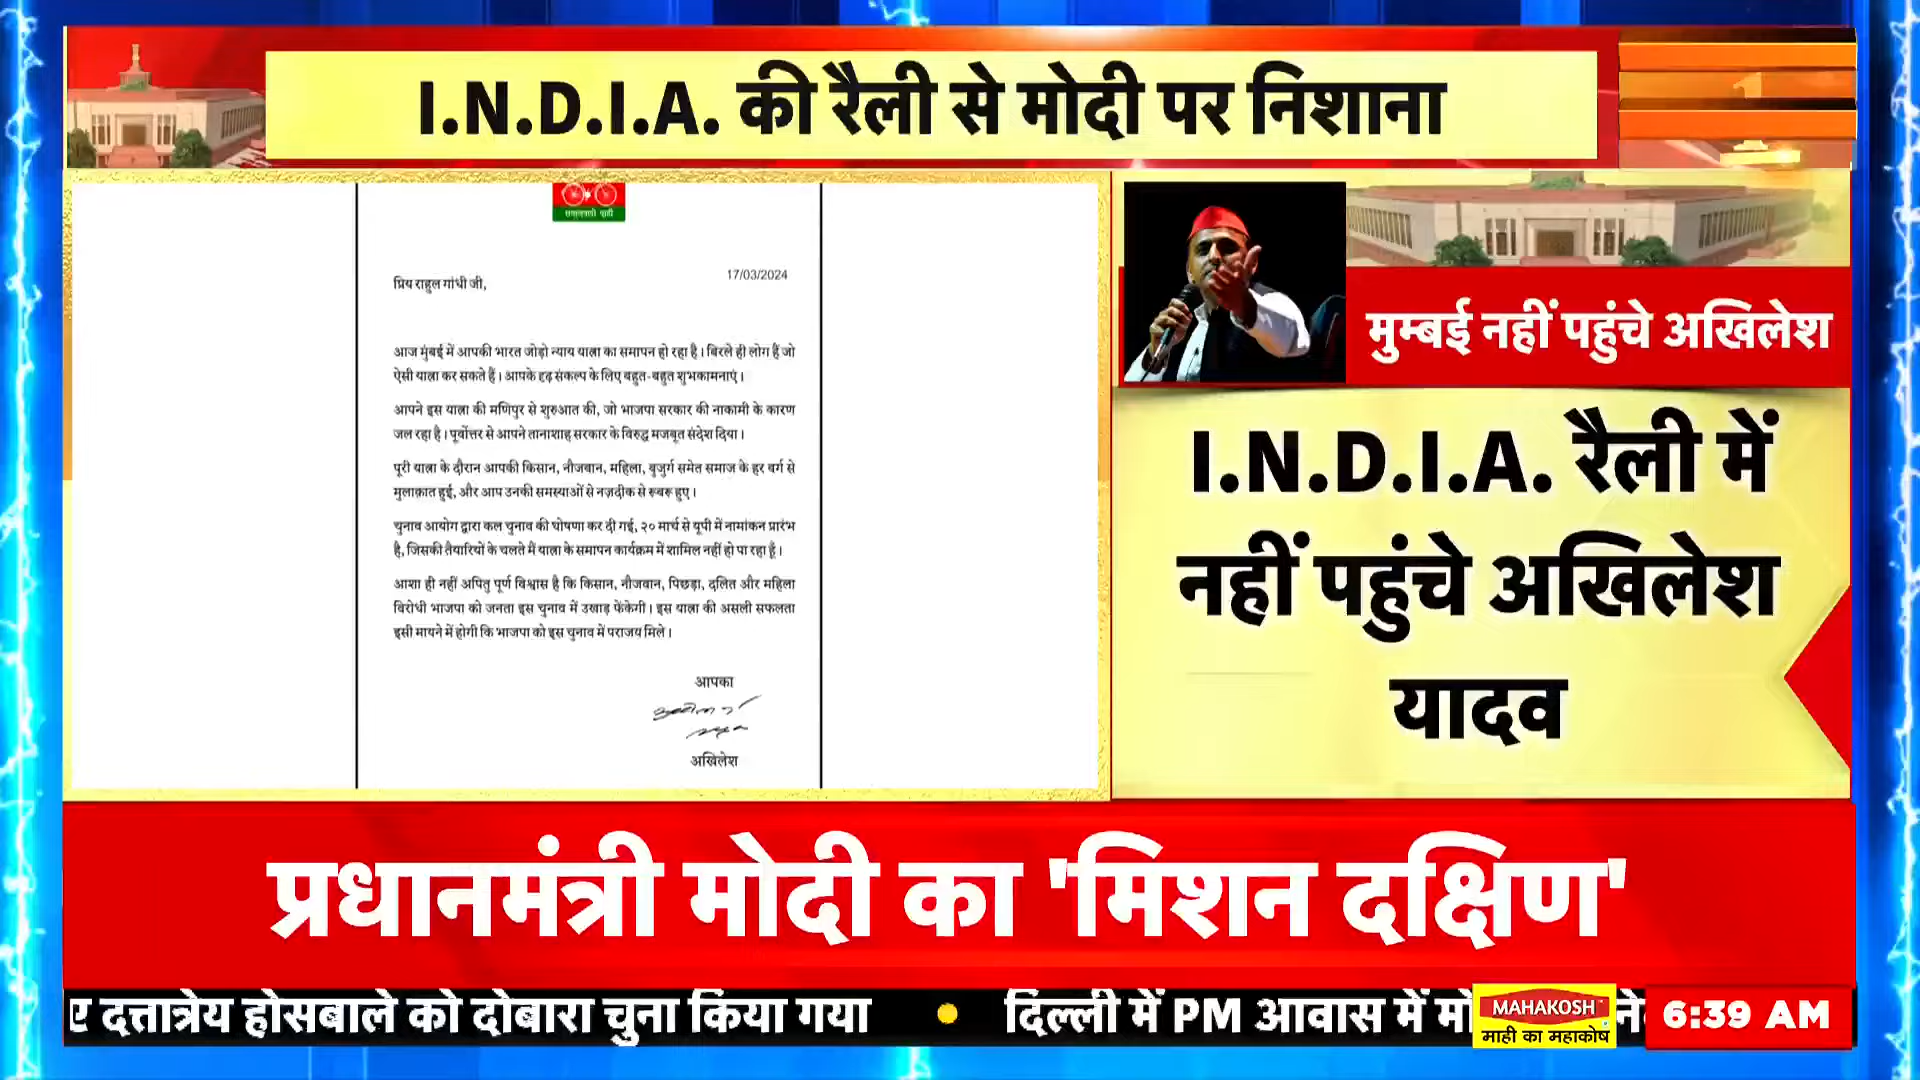 I.N.D.I.A. की रैली से मोदी पर निशाना
समाजवादी पार्टी
17/03/2024
प्रिय राहुल गांधी जी,
आज मुंबई में आपकी भारत जोड़ो न्याय यात्रा का समापन हो रहा है। बिरले ही लोग हैं जो
ऐसी यात्रा कर सकते हैं। आपके दृढ़ संकल्प के लिए बहुत-बहुत शुभकामनाएं।
आपने इस यात्रा की मणिपुर से शुरुआत की, जो भाजपा सरकार की नाकामी के कारण
जल रहा है। पूर्वोत्तर से आपने तानाशाह सरकार के विरुद्ध मजबूत संदेश दिया।
पूरी यात्रा के दौरान आपकी किसान, नौजवान, महिला, बुजुर्ग समेत समाज के हर वर्ग से
मुलाक़ात हुई, और आप उनकी समस्याओं से नज़दीक से रूबरू हुए।
चुनाव आयोग द्वारा कल चुनाव की घोषणा कर दी गई, २० मार्च से यूपी में नामांकन प्रारंभ
है, जिसकी तैयारियों के चलते मैं यात्रा के समापन कार्यक्रम में शामिल नहीं हो पा रहा हूँ।
आशा ही नहीं अपितु पूर्ण विश्वास है कि किसान, नौजवान, पिछड़ा, दलित और महिला
विरोधी भाजपा को जनता इस चुनाव में उखाड़ फेंकेगी। इस यात्रा की असली सफलता
इसी मायने में होगी कि भाजपा को इस चुनाव में पराजय मिले।
आपका
अखिलेश
मुम्बई नहीं पहुंचे अखिलेश
I.N.D.I.A. रैली में
नहीं पहुंचे अखिलेश
यादव
प्रधानमंत्री मोदी का 'मिशन दक्षिण'
ए दत्तात्रेय होसबाले को दोबारा चुना किया गया
दिल्ली में PM आवास में
MAHAKOSH
माही का महाकोष
6:39 AM